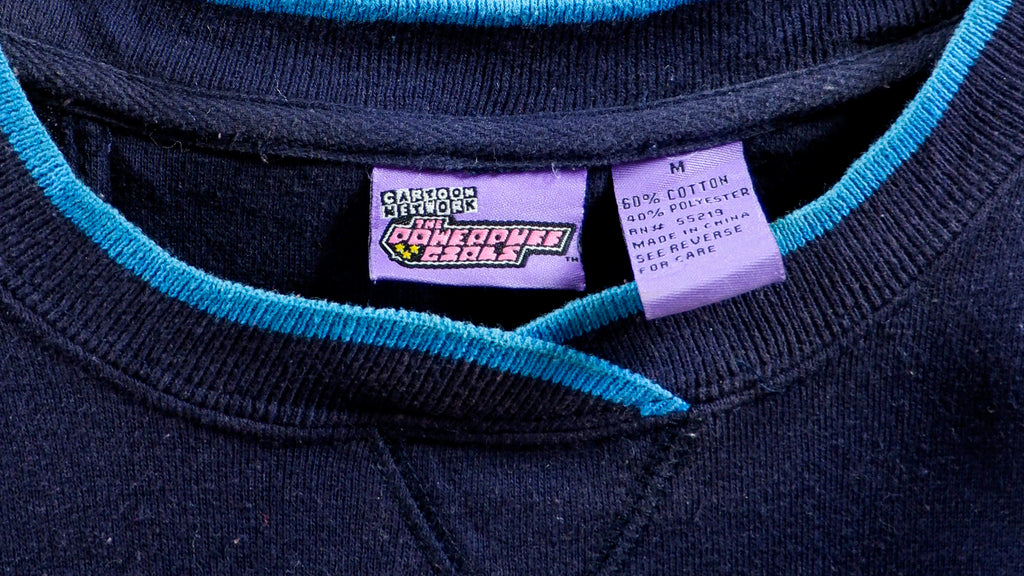 CARTOON
NETWORK
THE
POWERPUFF
GIRLS
TM
M
60% COTTON
40% POLYESTER
RN# 55219
MADE IN CHINA
SEE REVERSE
FOR CARE